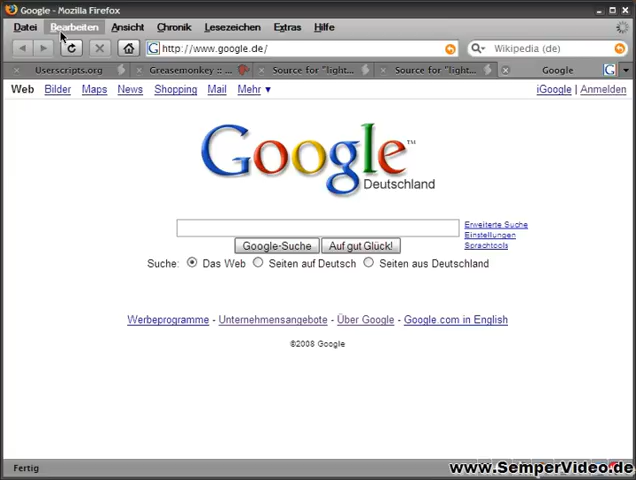 Google - Mozilla Firefox
Datei Bearbeiten Ansicht Chronik Lesezeichen Extras Hilfe
http://www.google.de/ Wikipedia (de)
Userscripts.org Greasemonkey :: ... Source for "light... Source for "light... Google
Web Bilder Maps News Shopping Mail Mehr ▼ iGoogle | Anmelden
Google™
Deutschland
Erweiterte Suche
Einstellungen
Sprachtools
Google-Suche Auf gut Glück!
Suche: Das Web Seiten auf Deutsch Seiten aus Deutschland
Werbeprogramme - Unternehmensangebote - Über Google - Google.com in English
©2008 Google
Fertig
www.SemperVideo.de